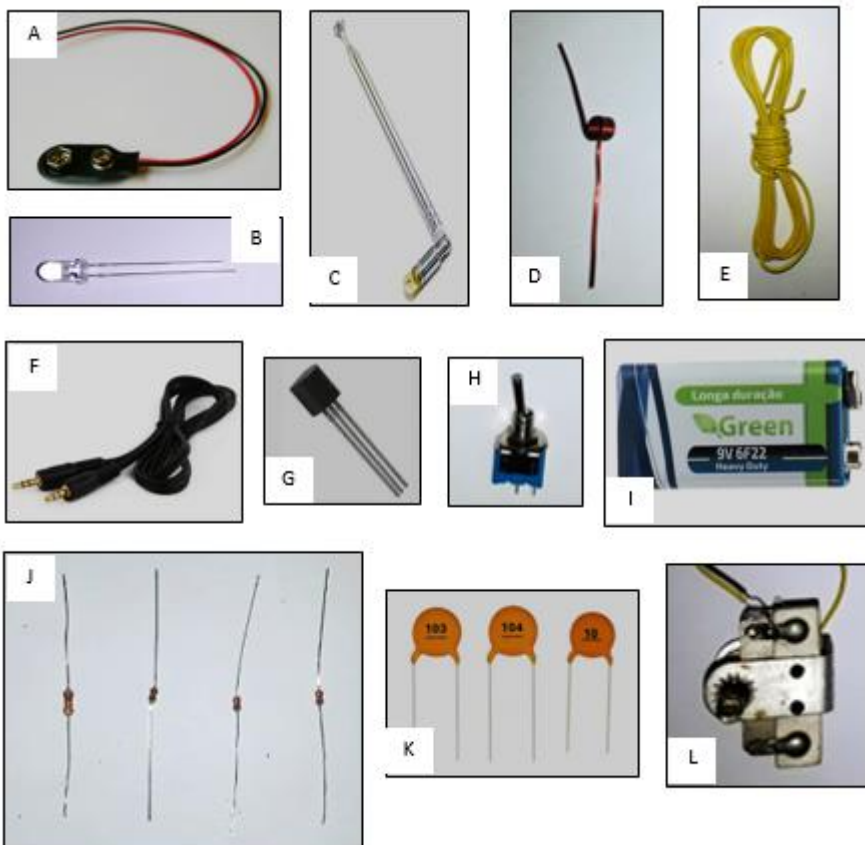 A
B
C
D
E
F
G
H
Longa duração
Green
9V 6F22
Heavy Duty
I
J
103
104
10
K
L